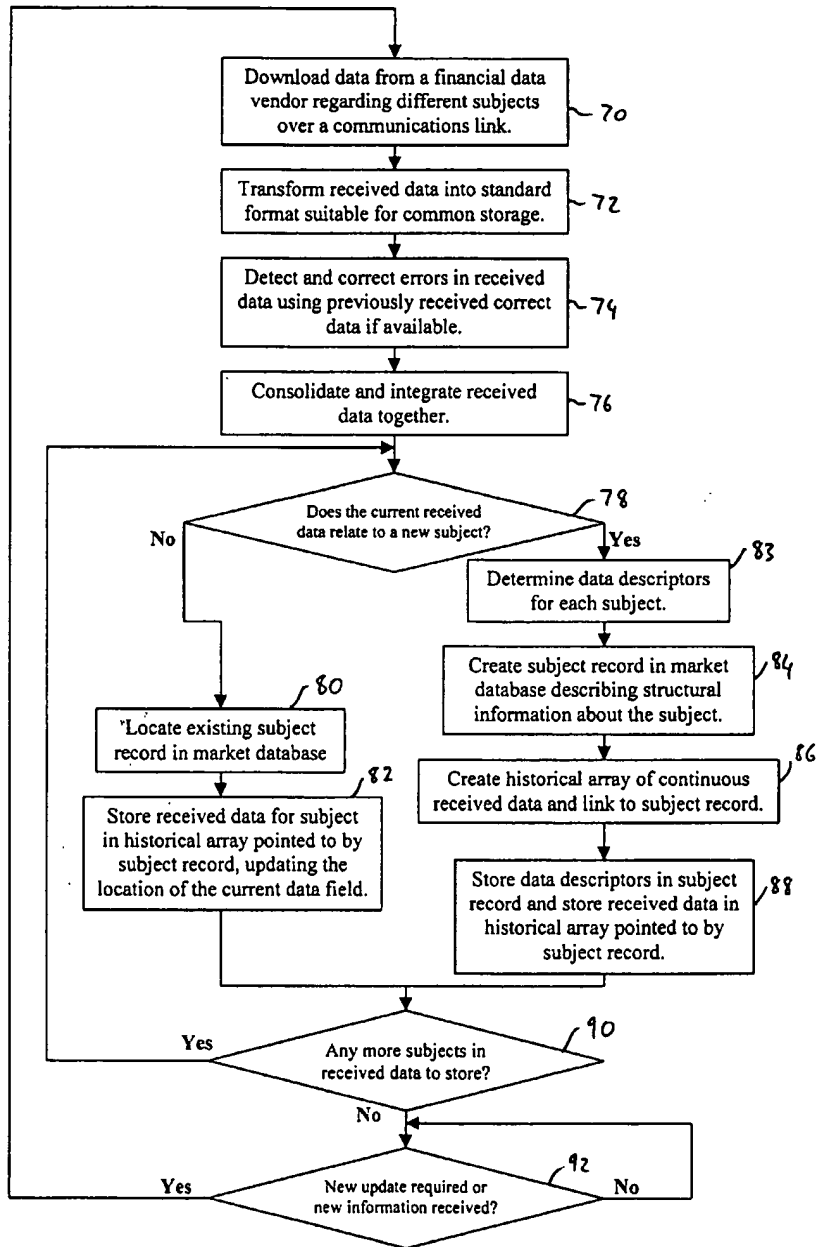 Download data from a financial data
vendor regarding different subjects
over a communications link.
70
Transform received data into standard
format suitable for common storage.
72
Detect and correct errors in received
data using previously received correct
data if available.
74
Consolidate and integrate received
data together.
76
Does the current received
data relate to a new subject?
78
No
Yes
Determine data descriptors
for each subject.
83
Create subject record in market
database describing structural
information about the subject.
84
80
Locate existing subject
record in market database
Create historical array of continuous
received data and link to subject record.
86
82
Store received data for subject
in historical array pointed to by
subject record, updating the
location of the current data field.
Store data descriptors in subject
record and store received data in
historical array pointed to by
subject record.
88
Yes
Any more subjects in
received data to store?
90
No
Yes
New update required or
new information received?
92
No